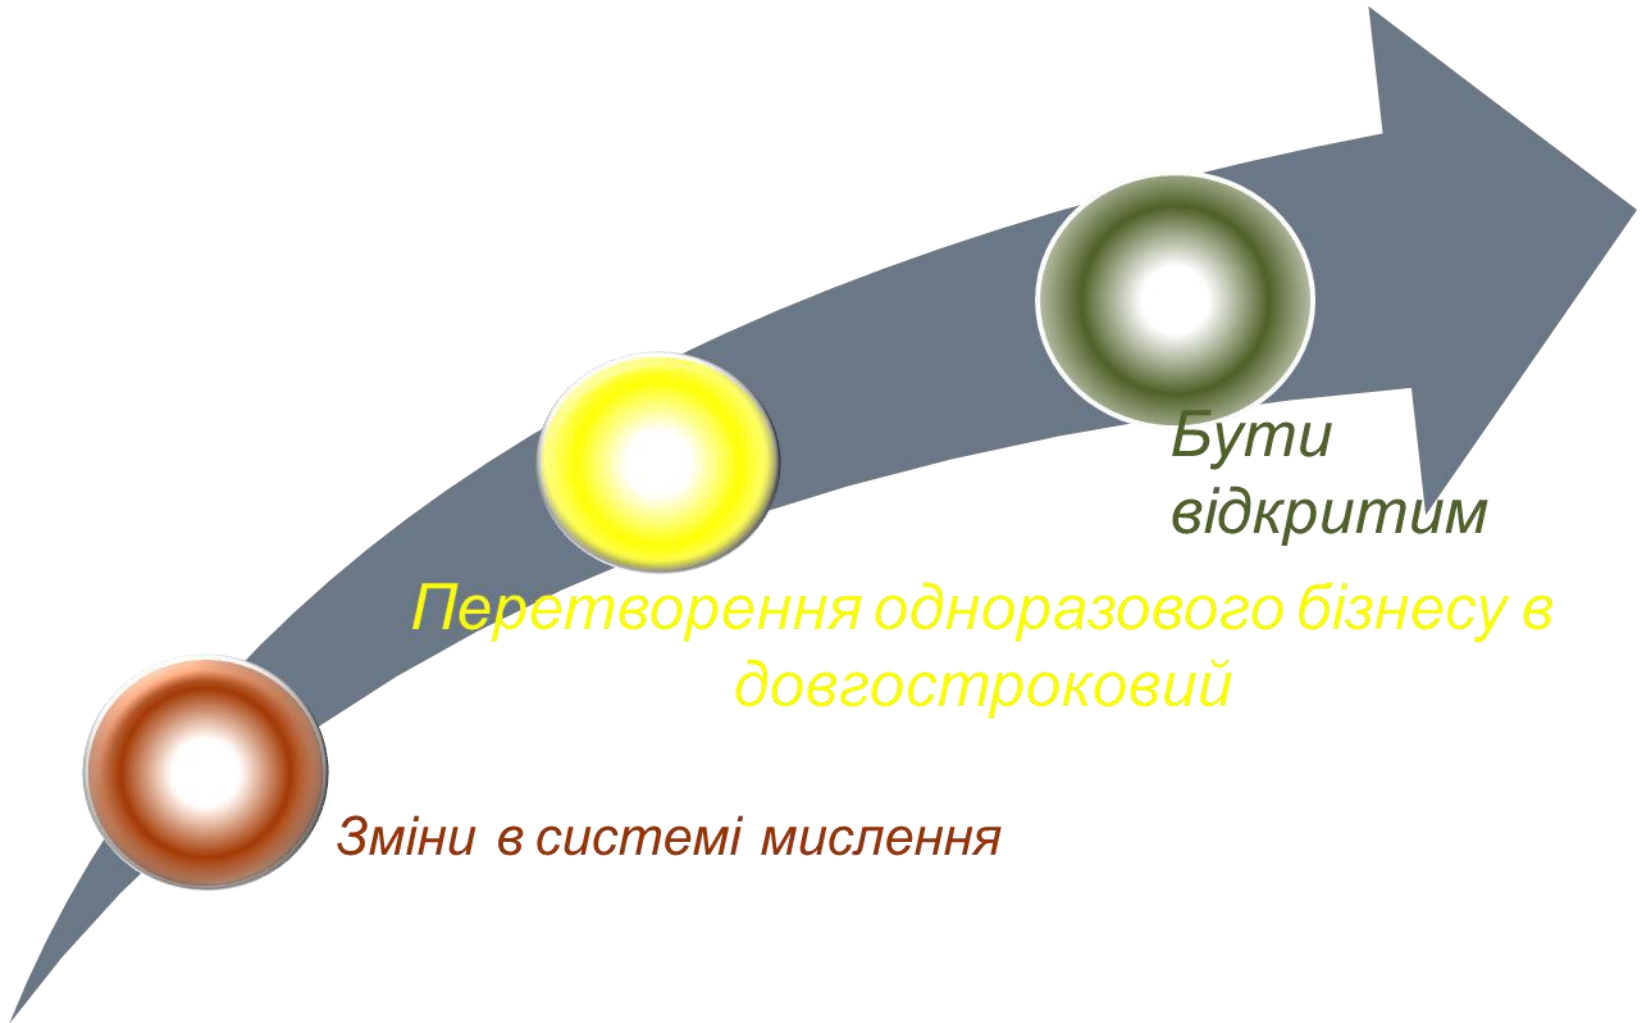 Бути
відкритим
Перетворення одноразового бізнесу в
довгостроковий
Зміни в системі мислення